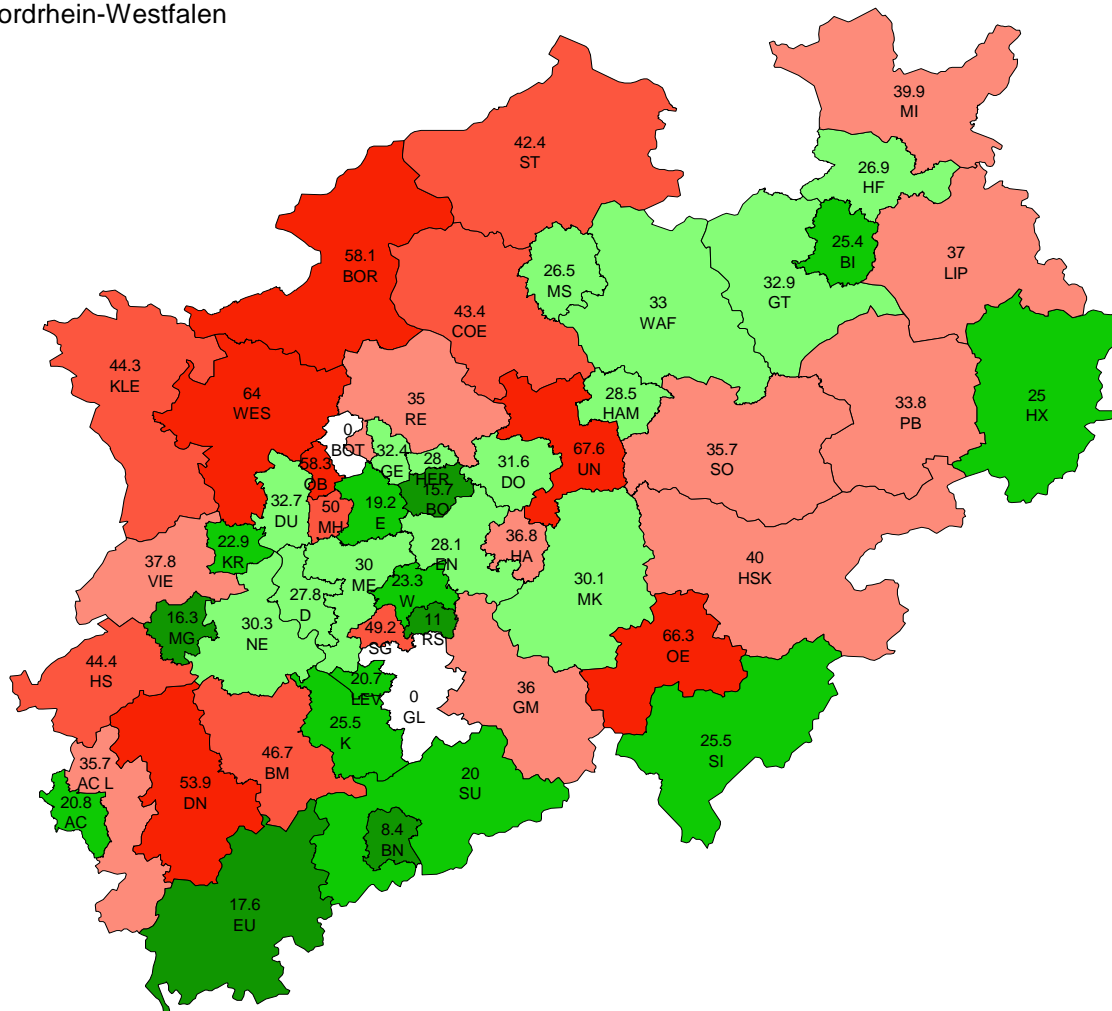 ordrhein-Westfalen
39.9
MI
42.4
ST
26.9
HF
25.4
BI
37
LIP
58.1
BOR
26.5
MS
32.9
GT
33
WAF
43.4
COE
44.3
KLE
64
WES
35
RE
28.5
HAM
25
HX
33.8
PB
0
BOT
32.4
GE
28
HER
31.6
DO
67.6
UN
35.7
SO
58.3
OB
15.7
BO
32.7
DU
50
MH
19.2
E
22.9
KR
36.8
HA
28.1
EN
37.8
VIE
30
ME
40
HSK
23.3
W
30.1
MK
27.8
D
16.3
MG
30.3
NE
11
RS
49.2
SG
66.3
OE
44.4
HS
20.7
LEV
0
GL
36
GM
25.5
K
25.5
SI
46.7
BM
35.7
AC L
53.9
DN
20
SU
20.8
AC
8.4
BN
17.6
EU